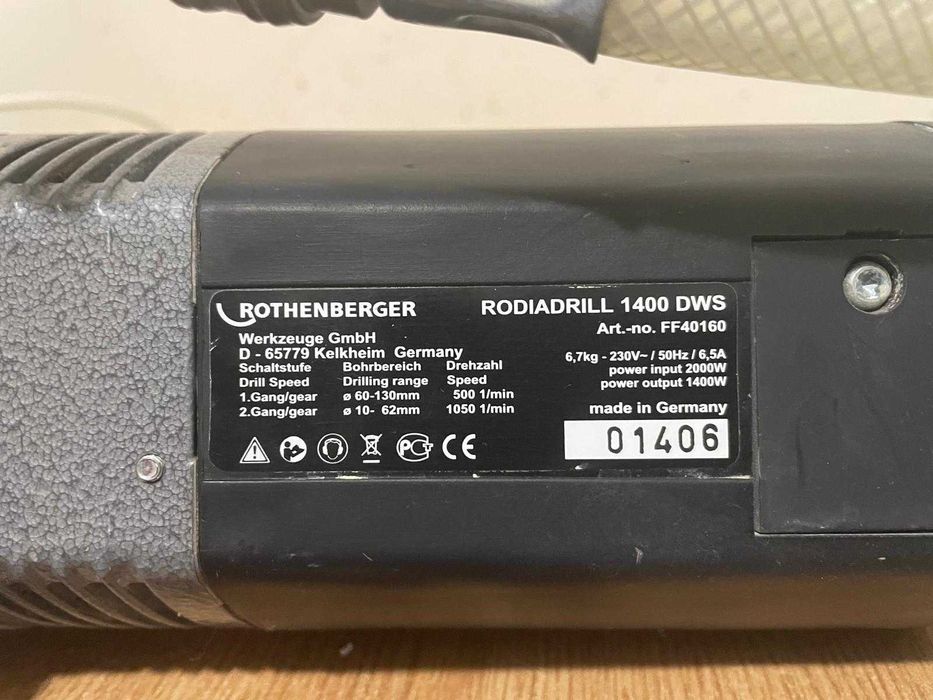 ROTHENBERGER
Werkzeuge GmbH
D - 65779 Kelkheim Germany
Schaltstufe Bohrbereich Drehzahl
Drill Speed Drilling range Speed
1.Gang/gear ø 60-130mm 500 1/min
2.Gang/gear ø 10- 62mm 1050 1/min
RODIADRILL 1400 DWS
Art.-no. FF40160
6,7kg - 230V~ / 50Hz / 6,5A
power input 2000W
power output 1400W
made in Germany
01406
PCT CE